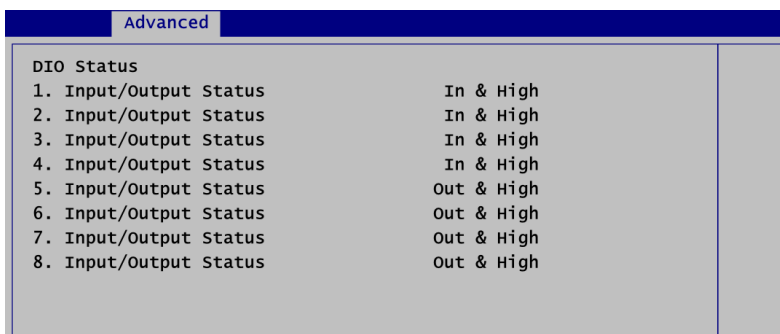 Advanced
DIO Status
1. Input/Output Status In & High
2. Input/Output Status In & High
3. Input/Output Status In & High
4. Input/Output Status In & High
5. Input/Output Status Out & High
6. Input/Output Status Out & High
7. Input/Output Status Out & High
8. Input/Output Status Out & High